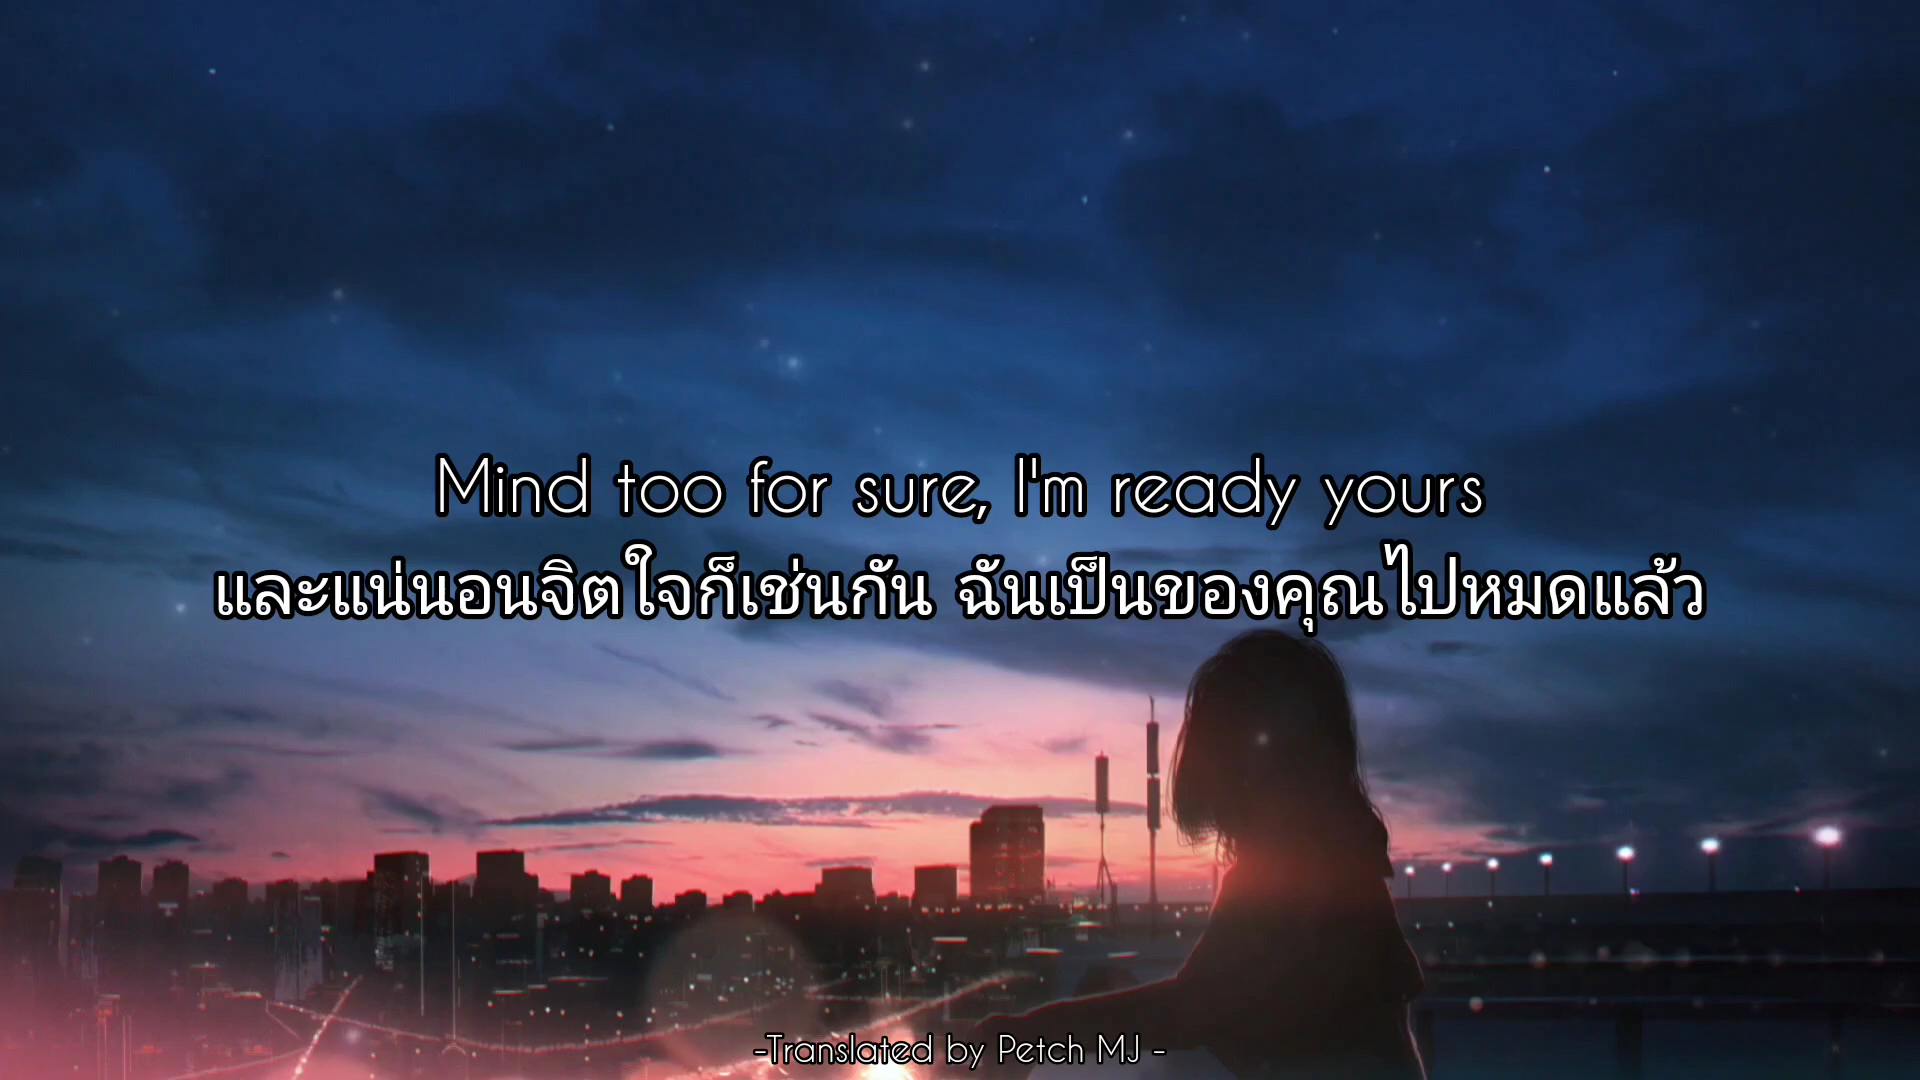 Mind too for sure, I'm ready yours
และแน่นอนจิตใจก็เช่นกัน ฉันเป็นของคุณไปหมดแล้ว
-Translated by Petch MJ -